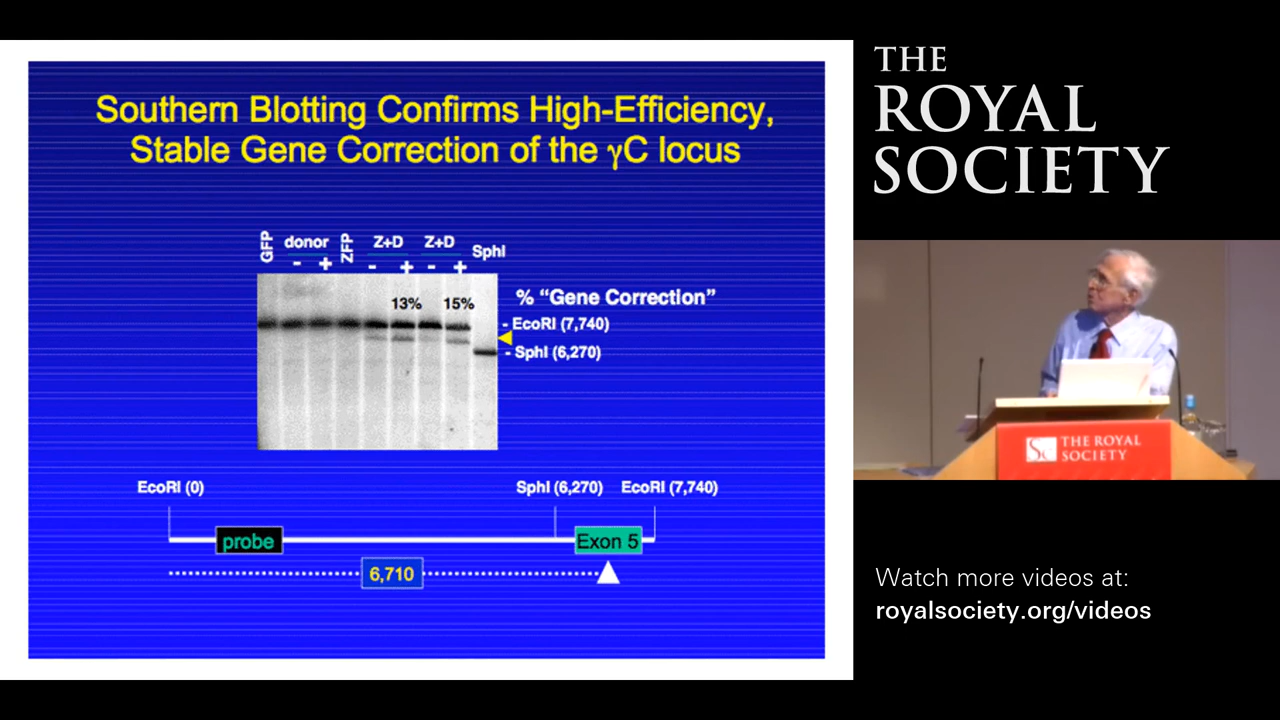 Southern Blotting Confirms High-Efficiency,
Stable Gene Correction of the γC locus
GFP donor ZFP Z+D Z+D SphI
- + - + - +
13% 15%
% “Gene Correction”
- EcoRI (7,740)
- SphI (6,270)
EcoRI (0) SphI (6,270) EcoRI (7,740)
probe Exon 5
6,710
THE
ROYAL
SOCIETY
THE ROYAL
SOCIETY
Watch more videos at:
royalsociety.org/videos